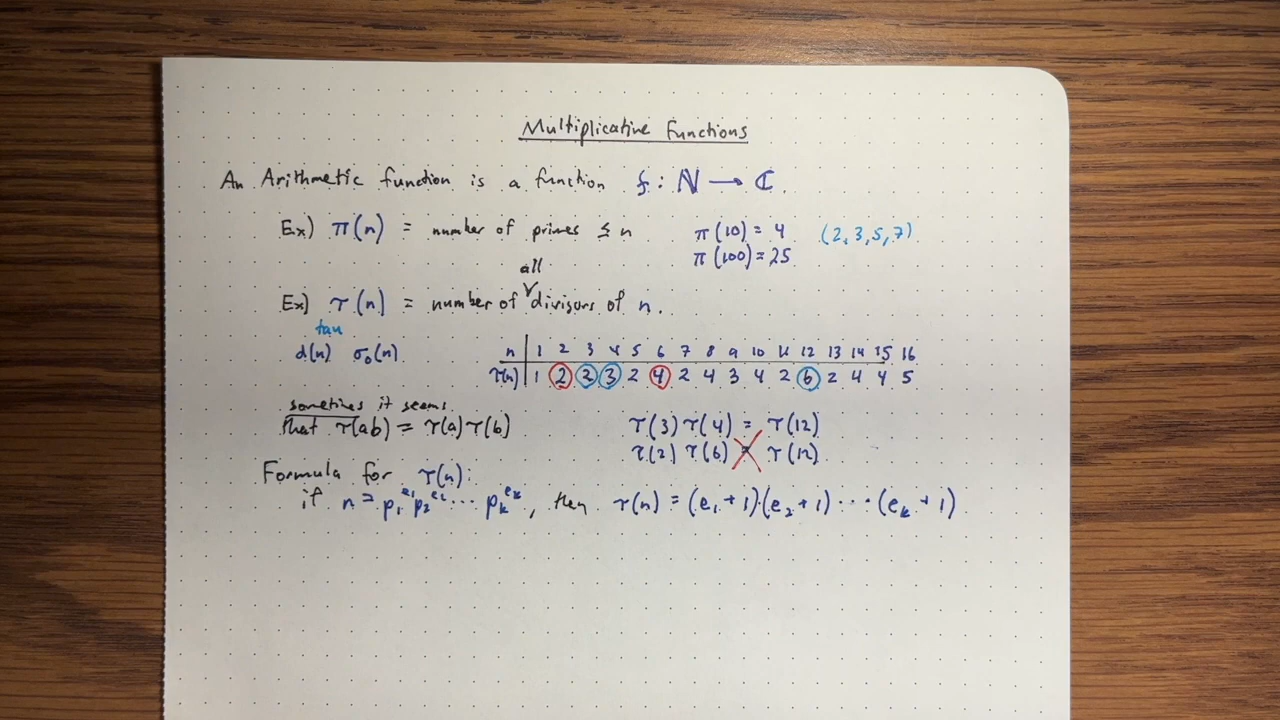 Multiplicative Functions
An Arithmetic function is a function f : ℕ → ℂ.
Ex) π(n) = number of primes ≤ n π(10) = 4 (2,3,5,7)
π(100) = 25
all
Ex) τ(n) = number of divisors of n.
tau
d(n) σ₀(n)
n 1 2 3 4 5 6 7 8 9 10 11 12 13 14 15 16
τ(n) 1 2 2 3 2 4 2 4 3 4 2 6 2 4 4 5
sometimes it seems
that τ(ab) = τ(a)τ(b) τ(3)τ(4) = τ(12)
τ(2)τ(6) = τ(12)
Formula for τ(n):
if n = p₁^e₁ p₂^e₂ ⋯ pₖ^eₖ, then τ(n) = (e₁+1)·(e₂+1)⋯(eₖ+1)